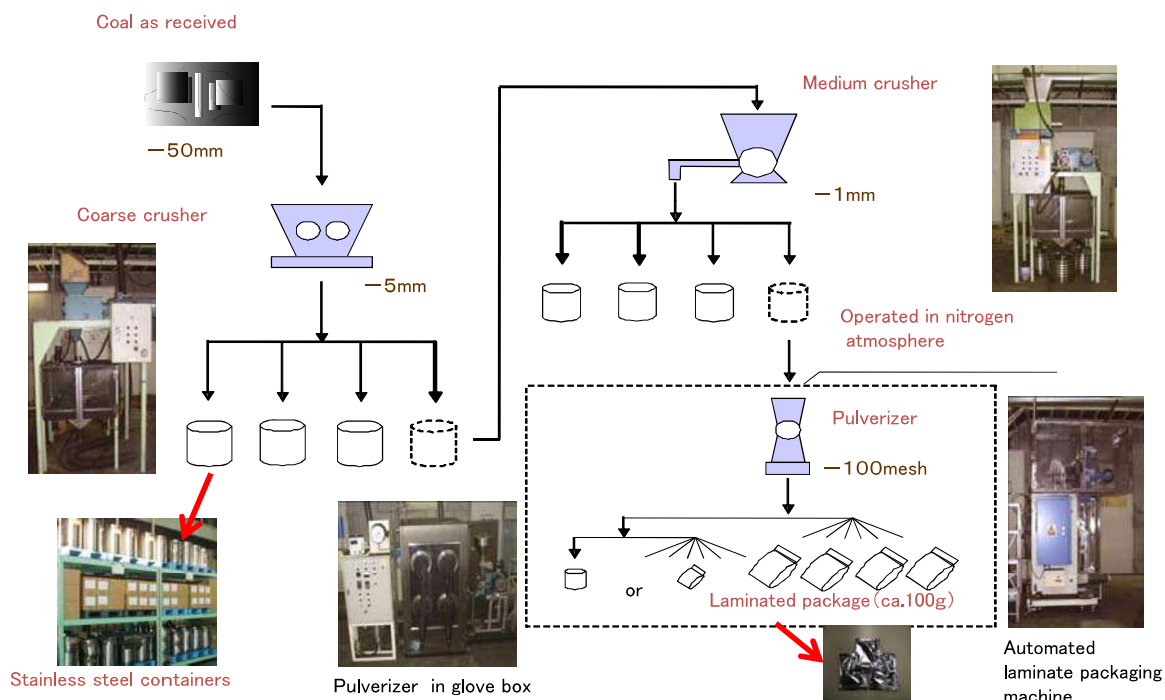 Coal as received
−50mm
Coarse crusher
−5mm
Stainless steel containers
Medium crusher
−1mm
Operated in nitrogen
atmosphere
Pulverizer
−100mesh
or
Laminated package(ca.100g)
Pulverizer in glove box
Automated
laminate packaging
machine